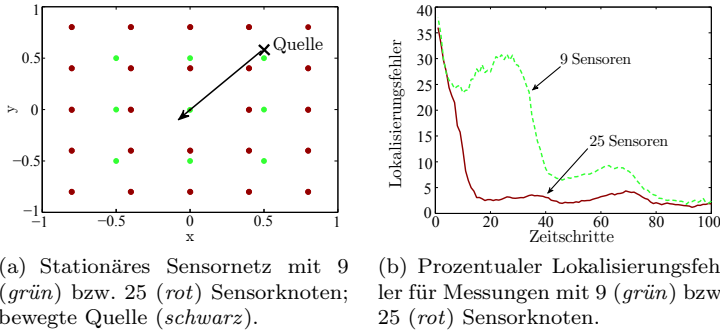 1
0.5
0
−0.5
−1
y
−1 −0.5 0 0.5 1
x
Quelle
40
35
30
25
20
15
10
5
0
Lokalisierungsfehler
0 20 40 60 80 100
Zeitschritte
9 Sensoren
25 Sensoren
(a) Stationäres Sensornetz mit 9
(grün) bzw. 25 (rot) Sensorknoten;
bewegte Quelle (schwarz).
(b) Prozentualer Lokalisierungsfeh-
ler für Messungen mit 9 (grün) bzw
25 (rot) Sensorknoten.